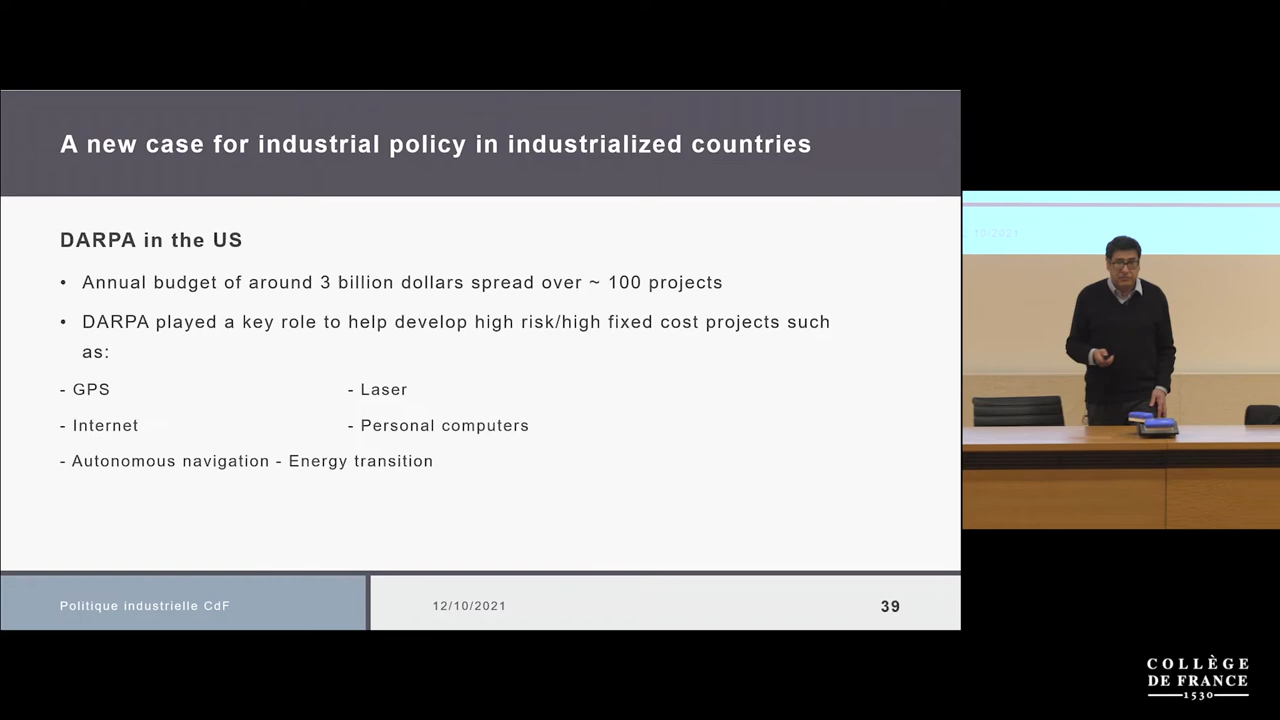 A new case for industrial policy in industrialized countries
DARPA in the US
• Annual budget of around 3 billion dollars spread over ~ 100 projects
• DARPA played a key role to help develop high risk/high fixed cost projects such
as:
- GPS - Laser
- Internet - Personal computers
- Autonomous navigation - Energy transition
Politique industrielle CdF 12/10/2021 39
10/2021
COLLÈGE
DE FRANCE
1530